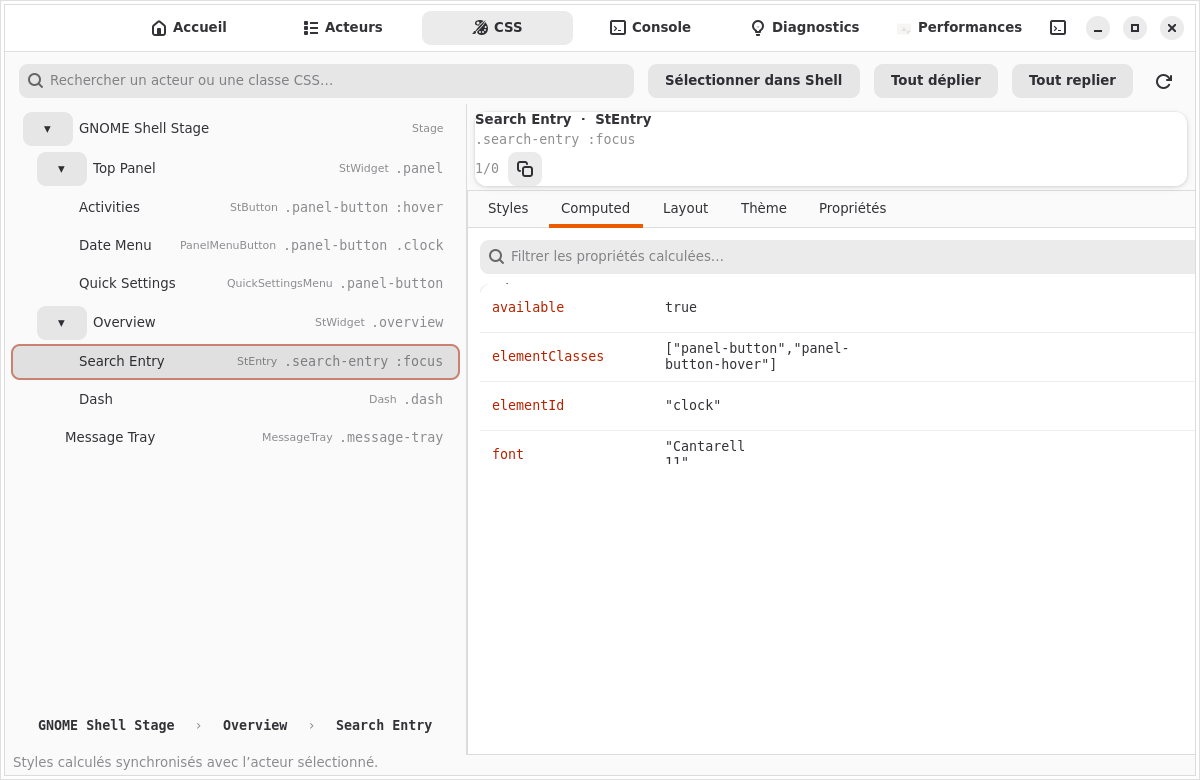 Accueil Acteurs CSS Console Diagnostics Performances
Rechercher un acteur ou une classe CSS… Sélectionner dans Shell Tout déplier Tout replier
GNOME Shell Stage Stage
Top Panel StWidget .panel
Activities StButton .panel-button :hover
Date Menu PanelMenuButton .panel-button .clock
Quick Settings QuickSettingsMenu .panel-button
Overview StWidget .overview
Search Entry StEntry .search-entry :focus
Dash Dash .dash
Message Tray MessageTray .message-tray
GNOME Shell Stage › Overview › Search Entry
Search Entry · StEntry
.search-entry :focus
1/0
Styles Computed Layout Thème Propriétés
Filtrer les propriétés calculées…
available true
elementClasses ["panel-button","panel-
button-hover"]
elementId "clock"
font "Cantarell
11"
Styles calculés synchronisés avec l’acteur sélectionné.